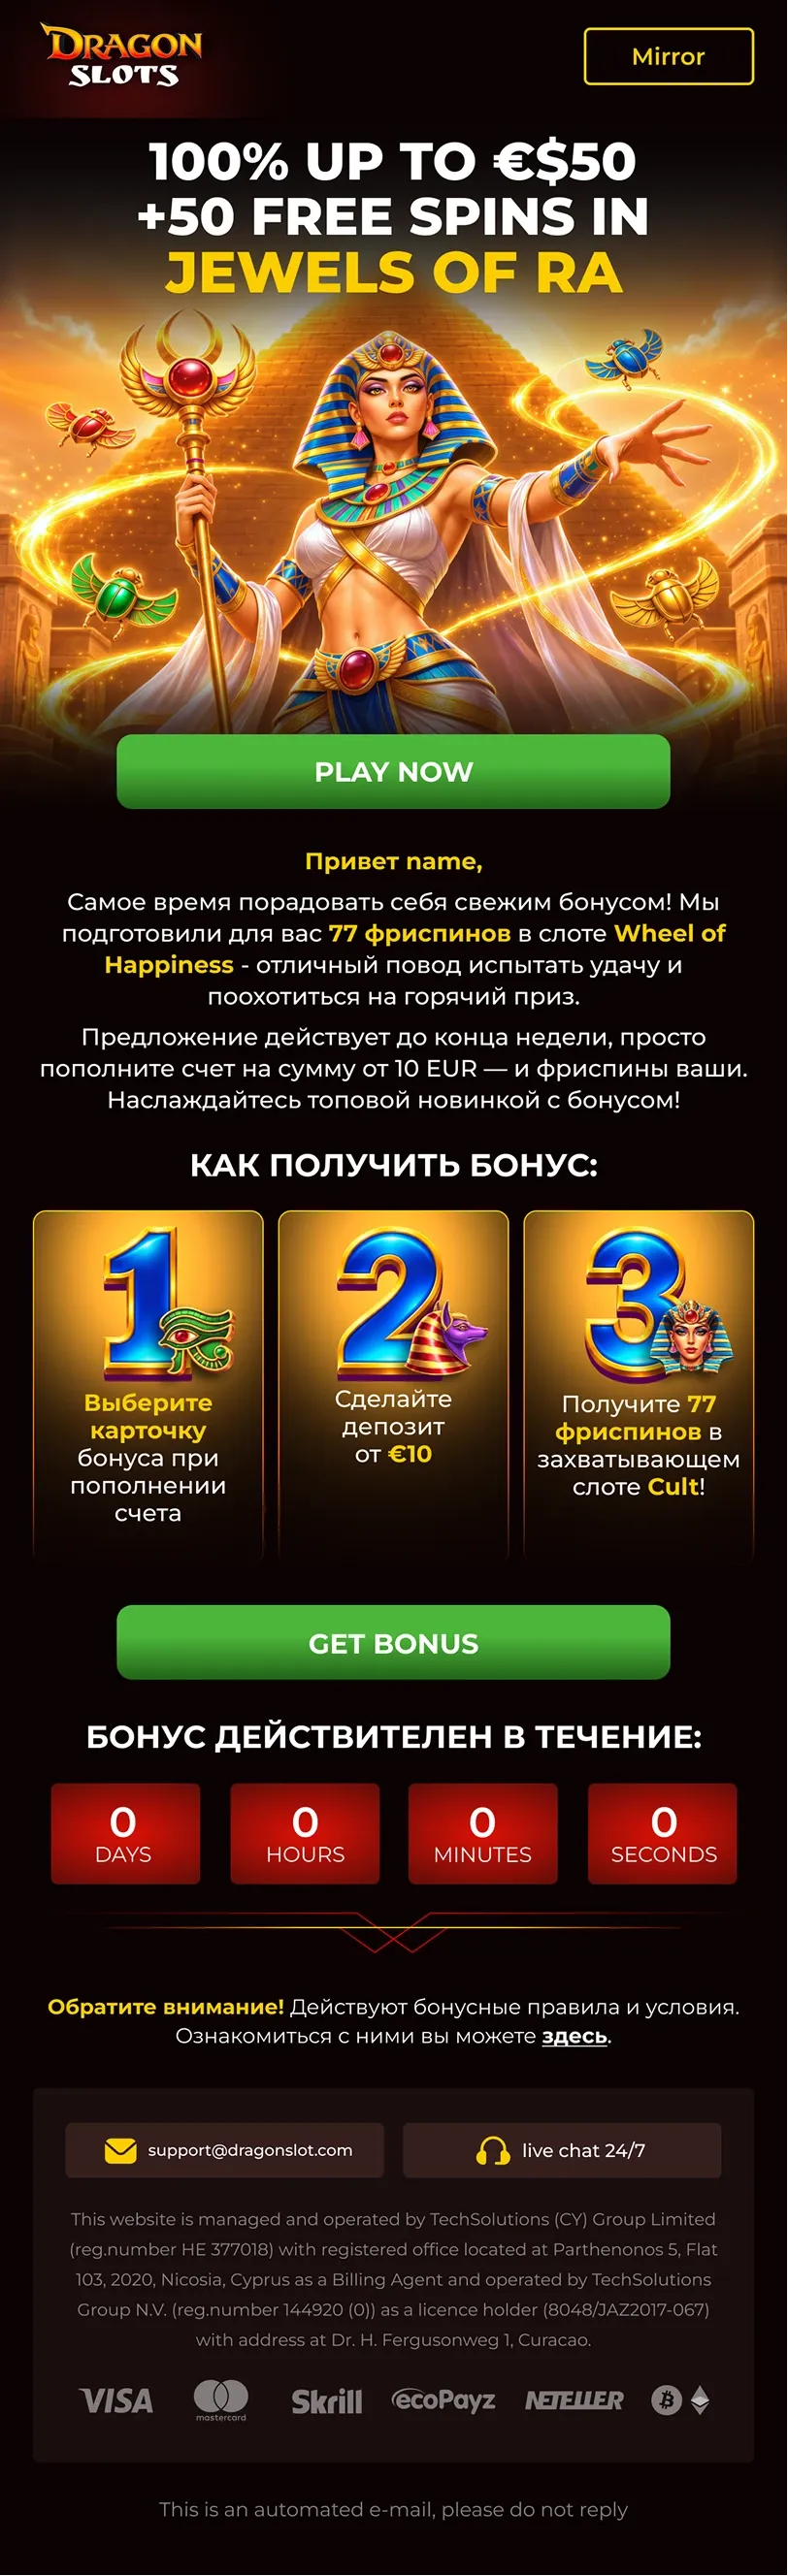 DRAGON
SLOTS
Mirror
100% UP TO €$50
+50 FREE SPINS IN
JEWELS OF RA
PLAY NOW
Привет name,
Самое время порадовать себя свежим бонусом! Мы
подготовили для вас 77 фриспинов в слоте Wheel of
Happiness - отличный повод испытать удачу и
поохотиться на горячий приз.
Предложение действует до конца недели, просто
пополните счет на сумму от 10 EUR — и фриспины ваши.
Наслаждайтесь топовой новинкой с бонусом!
КАК ПОЛУЧИТЬ БОНУС:
1
Выберите
карточку
бонуса при
пополнении
счета
2
Сделайте
депозит
от €10
3
Получите 77
фриспинов в
захватывающем
слоте Cult!
GET BONUS
БОНУС ДЕЙСТВИТЕЛЕН В ТЕЧЕНИЕ:
0 0 0 0
DAYS HOURS MINUTES SECONDS
Обратите внимание! Действуют бонусные правила и условия.
Ознакомиться с ними вы можете здесь.
support@dragonslot.com live chat 24/7
This website is managed and operated by TechSolutions (CY) Group Limited
(reg.number HE 377018) with registered office located at Parthenonos 5, Flat
103, 2020, Nicosia, Cyprus as a Billing Agent and operated by TechSolutions
Group N.V. (reg.number 144920 (0)) as a licence holder (8048/JAZ2017-067)
with address at Dr. H. Fergusonweg 1, Curacao.
VISA mastercard Skrill ecoPayz NETELLER
This is an automated e-mail, please do not reply